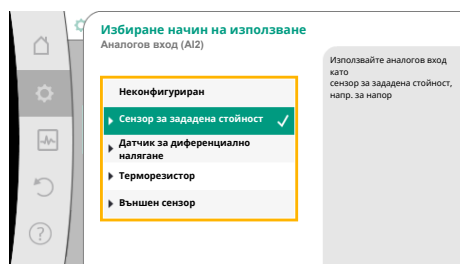 Избиране начин на използване
Аналогов вход (AI2)
Неконфигуриран
Сензор за зададена стойност
Датчик за диференциално
налягане
Терморезистор
Външен сензор
Използвайте аналогов вход
като
сензор за зададена стойност,
напр. за напор